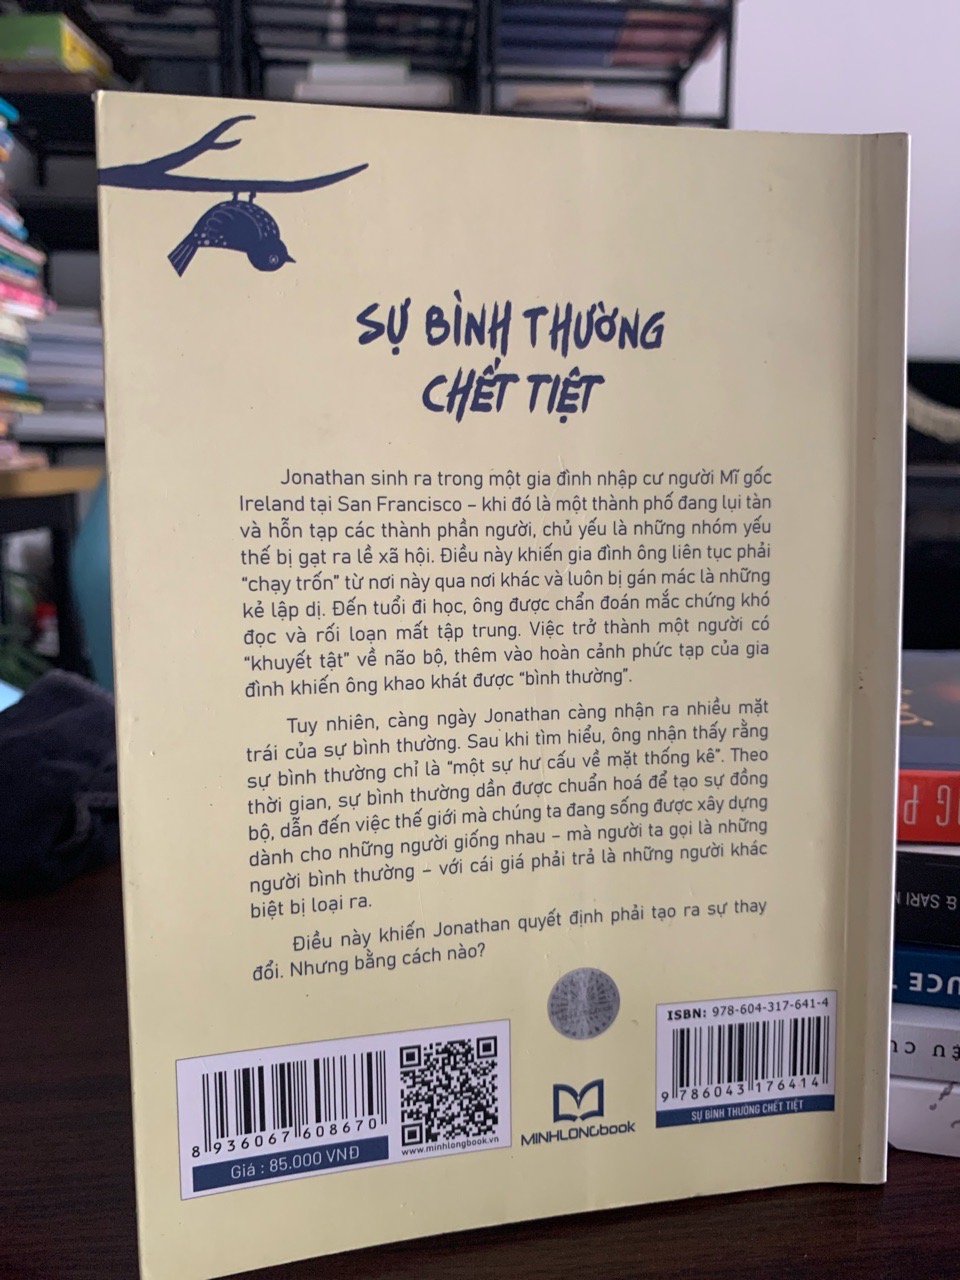 SỰ BÌNH THƯỜNG
CHẾT TIỆT
Jonathan sinh ra trong một gia đình nhập cư người Mĩ gốc
Ireland tại San Francisco – khi đó là một thành phố đang lụi tàn
và hỗn tạp các thành phần người, chủ yếu là những nhóm yếu
thế bị gạt ra lề xã hội. Điều này khiến gia đình ông liên tục phải
“chạy trốn” từ nơi này qua nơi khác và luôn bị gán mác là những
kẻ lập dị. Đến tuổi đi học, ông được chẩn đoán mắc chứng khó
đọc và rối loạn mất tập trung. Việc trở thành một người có
“khuyết tật” về não bộ, thêm vào hoàn cảnh phức tạp của gia
đình khiến ông khao khát được “bình thường”.
Tuy nhiên, càng ngày Jonathan càng nhận ra nhiều mặt
trái của sự bình thường. Sau khi tìm hiểu, ông nhận thấy rằng
sự bình thường chỉ là “một sự hư cấu về mặt thống kê”. Theo
thời gian, sự bình thường dần được chuẩn hoá để tạo sự đồng
bộ, dẫn đến việc thế giới mà chúng ta đang sống được xây dựng
dành cho những người giống nhau – mà người ta gọi là những
người bình thường – với cái giá phải trả là những người khác
biệt bị loại ra.
Điều này khiến Jonathan quyết định phải tạo ra sự thay
đổi. Nhưng bằng cách nào?
8 936067 608670
Giá : 85.000 VNĐ
www.minhlongbook.vn
MINHLONGbook
ISBN: 978-604-317-641-4
9 786043 176414
SỰ BÌNH THƯỜNG CHẾT TIỆT
& SARI